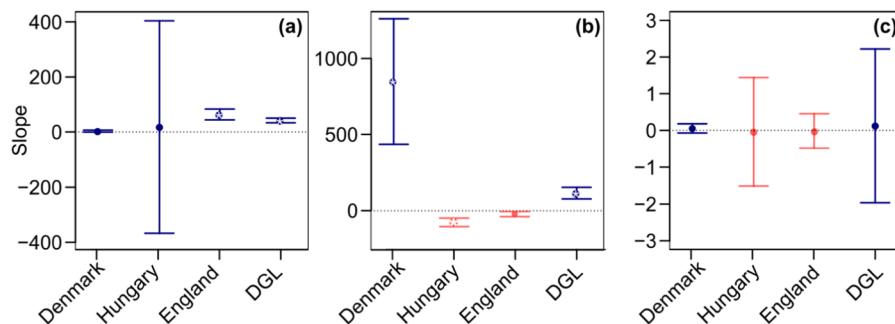 (a)
400
200
0
−200
−400
Slope
Denmark
Hungary
England
DGL
(b)
1000
500
0
Denmark
Hungary
England
DGL
(c)
3
2
1
0
−1
−2
−3
Denmark
Hungary
England
DGL